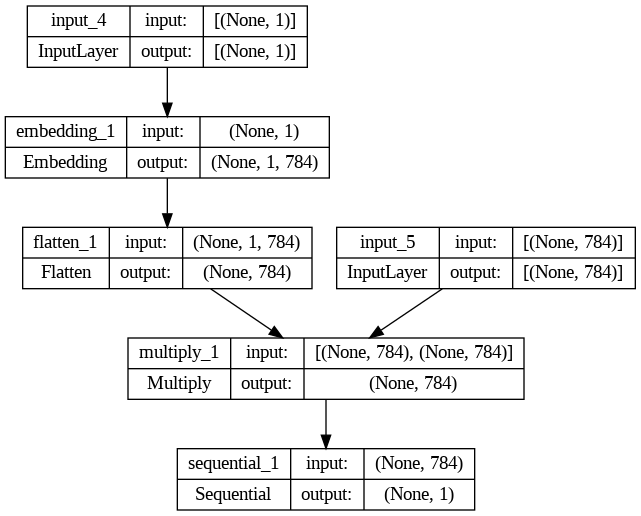 input_4 input: [(None, 1)]
InputLayer output: [(None, 1)]
embedding_1 input: (None, 1)
Embedding output: (None, 1, 784)
flatten_1 input: (None, 1, 784)
Flatten output: (None, 784)
input_5 input: [(None, 784)]
InputLayer output: [(None, 784)]
multiply_1 input: [(None, 784), (None, 784)]
Multiply output: (None, 784)
sequential_1 input: (None, 784)
Sequential output: (None, 1)